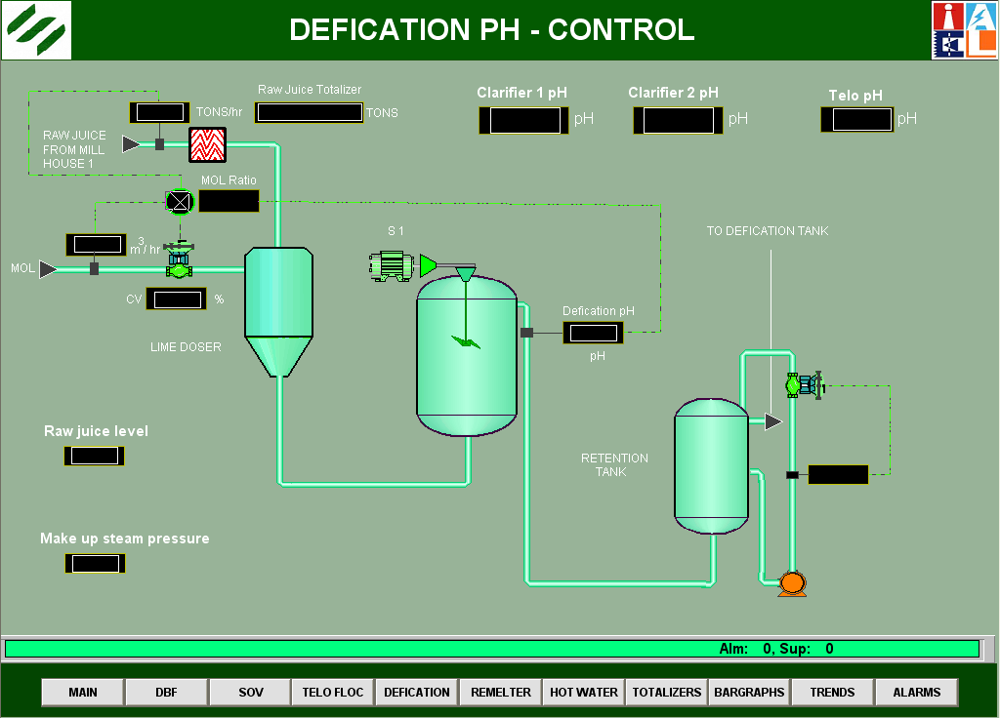 DEFICATION PH - CONTROL
Raw Juice Totalizer
TONS/hr
TONS
Clarifier 1 pH
pH
Clarifier 2 pH
pH
Telo pH
pH
RAW JUICE
FROM MILL
HOUSE 1
MOL Ratio
MOL
3
m / hr
CV
%
LIME DOSER
S 1
Defication pH
pH
TO DEFICATION TANK
Raw juice level
RETENTION
TANK
Make up steam pressure
Alm: 0, Sup: 0
MAIN
DBF
SOV
TELO FLOC
DEFICATION
REMELTER
HOT WATER
TOTALIZERS
BARGRAPHS
TRENDS
ALARMS